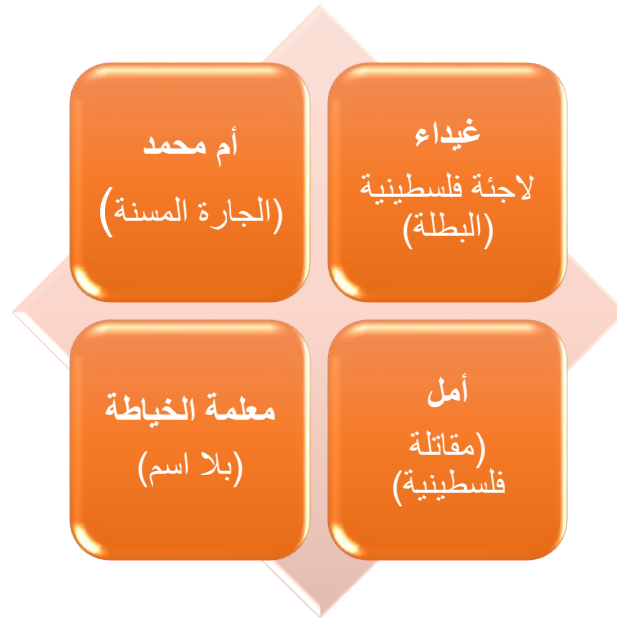 غيداء
لاجئة فلسطينية
(البطلة)
أم محمد
(الجارة المسنة)
أمل
(مقاتلة
فلسطينية)
معلمة الخياطة
(بلا اسم)